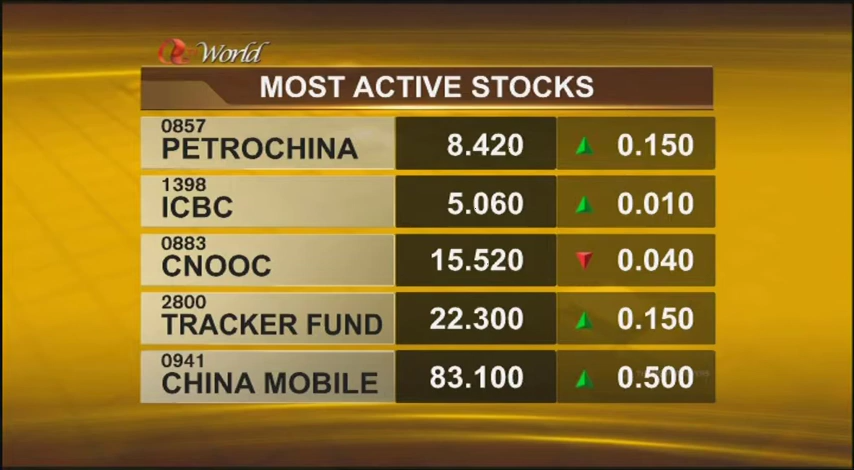 World
MOST ACTIVE STOCKS
0857
PETROCHINA 8.420 0.150
1398
ICBC 5.060 0.010
0883
CNOOC 15.520 0.040
2800
TRACKER FUND 22.300 0.150
0941
CHINA MOBILE 83.100 0.500